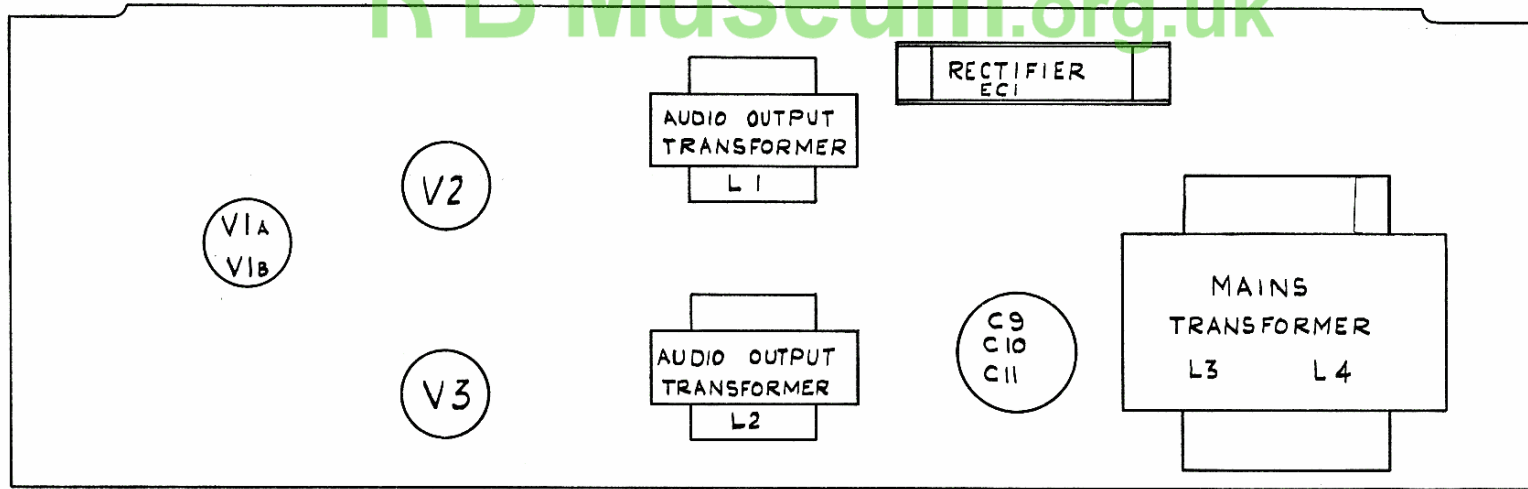 RB Museum.org.uk
RECTIFIER
EC1
AUDIO OUTPUT
TRANSFORMER
L1
V2
V1A
V1B
MAINS
TRANSFORMER
L3 L4
C9
C10
C11
AUDIO OUTPUT
TRANSFORMER
L2
V3